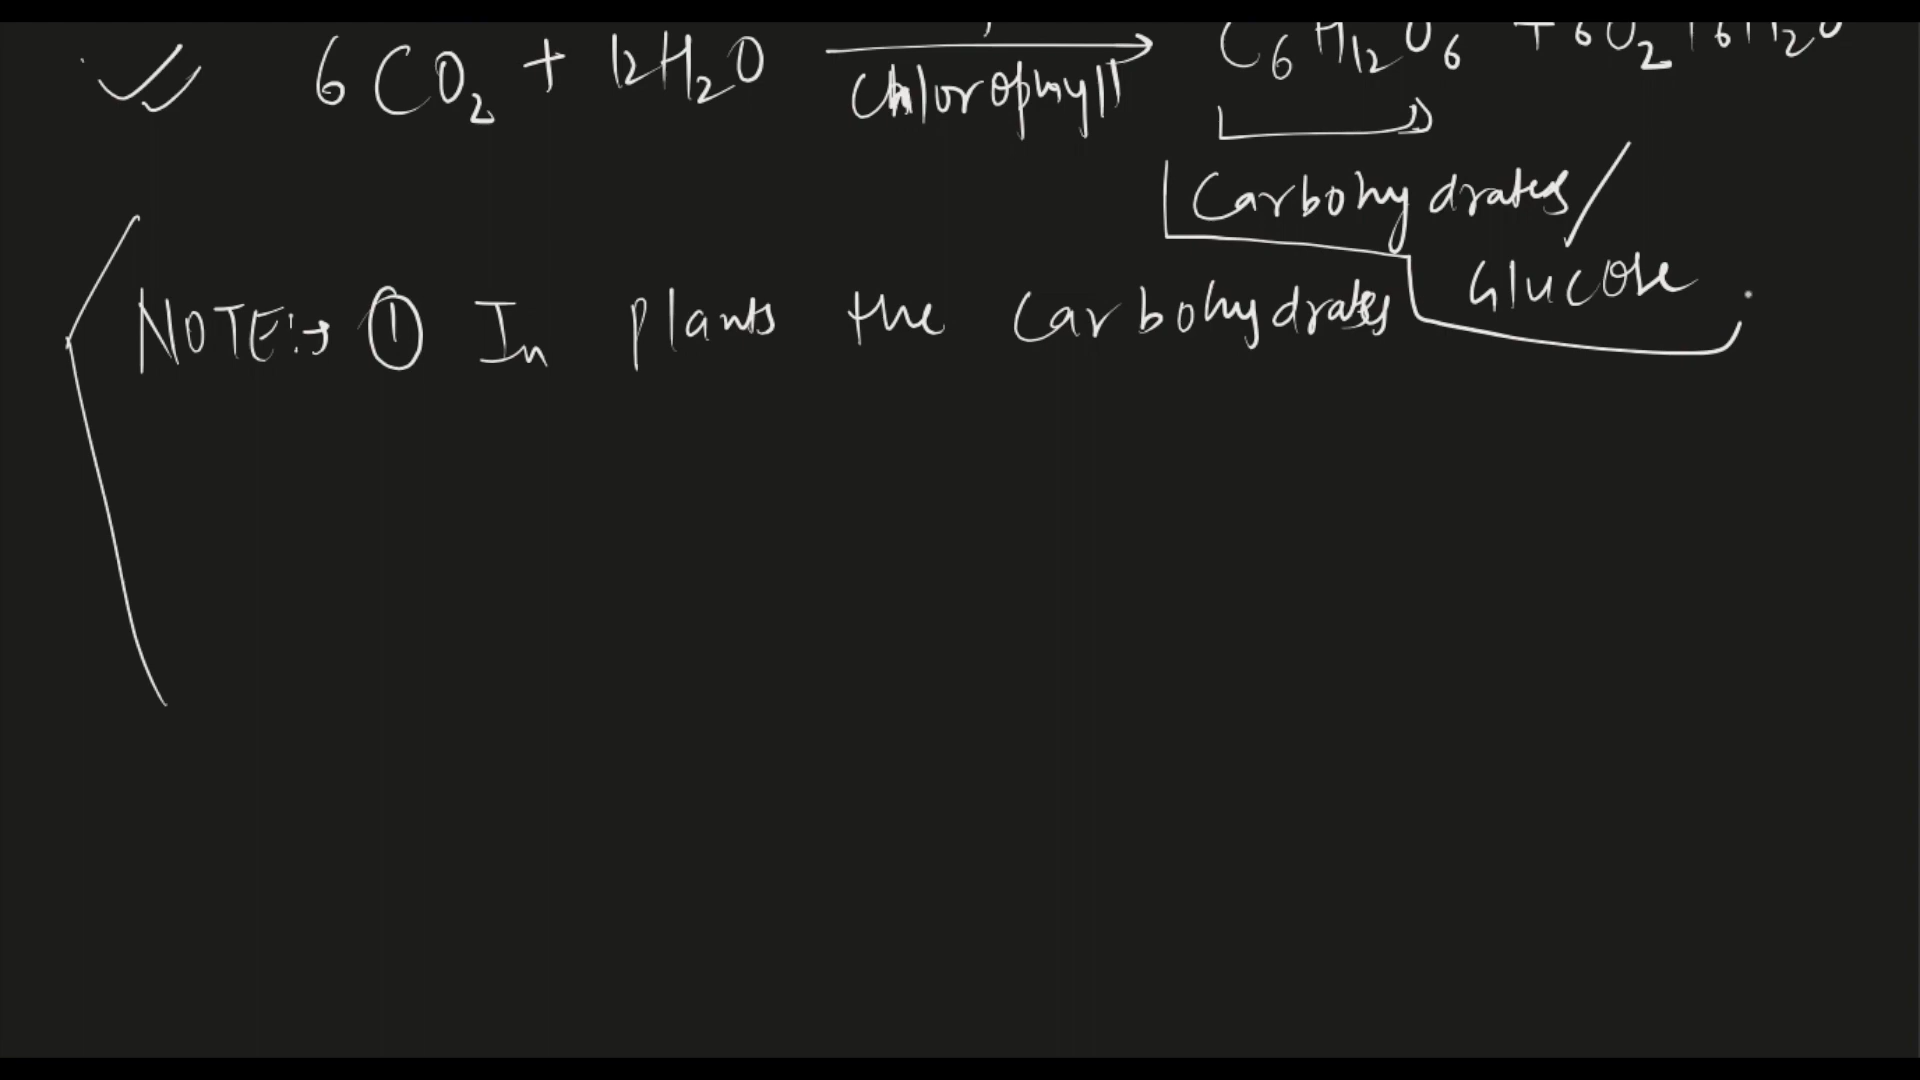 6CO₂ + 12H₂O → C₆H₁₂O₆ + 6O₂ + 6H₂O
Chlorophyll
Carbohydrates/
Glucose
NOTE:→ ① In plants the Carbohydrates